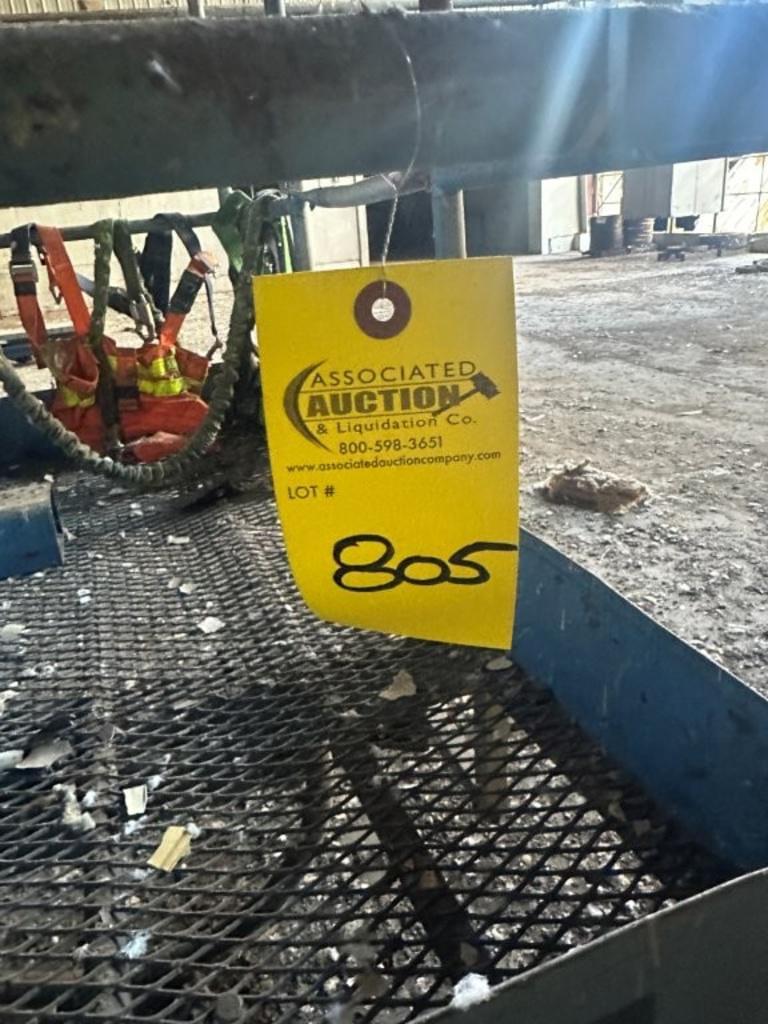 ASSOCIATED
AUCTION
& Liquidation Co.
800-598-3651
www.associatedauctioncompany.com
LOT #
805